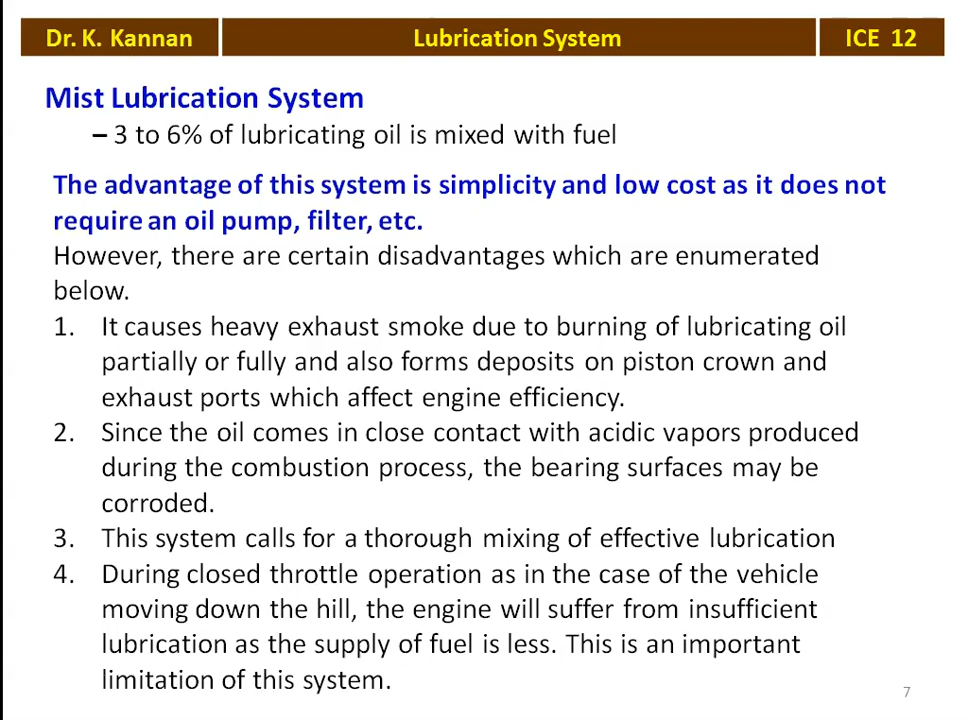 Dr. K. Kannan
Lubrication System
ICE 12
Mist Lubrication System
– 3 to 6% of lubricating oil is mixed with fuel
The advantage of this system is simplicity and low cost as it does not
require an oil pump, filter, etc.
However, there are certain disadvantages which are enumerated
below.
1. It causes heavy exhaust smoke due to burning of lubricating oil
partially or fully and also forms deposits on piston crown and
exhaust ports which affect engine efficiency.
2. Since the oil comes in close contact with acidic vapors produced
during the combustion process, the bearing surfaces may be
corroded.
3. This system calls for a thorough mixing of effective lubrication
4. During closed throttle operation as in the case of the vehicle
moving down the hill, the engine will suffer from insufficient
lubrication as the supply of fuel is less. This is an important
limitation of this system.
7